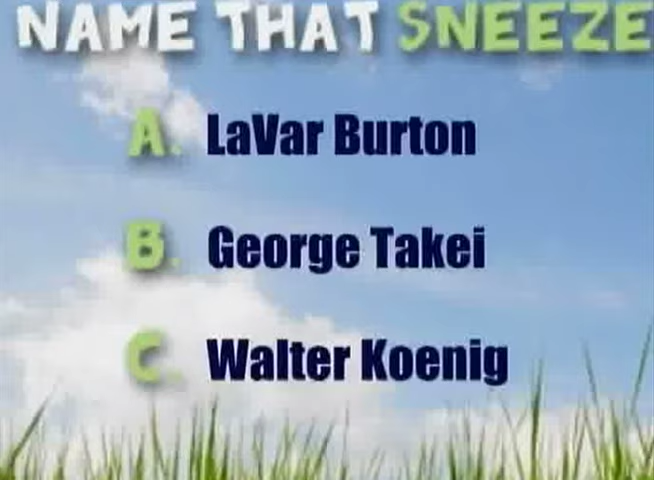 NAME THAT SNEEZE
A. LaVar Burton
B. George Takei
C. Walter Koenig